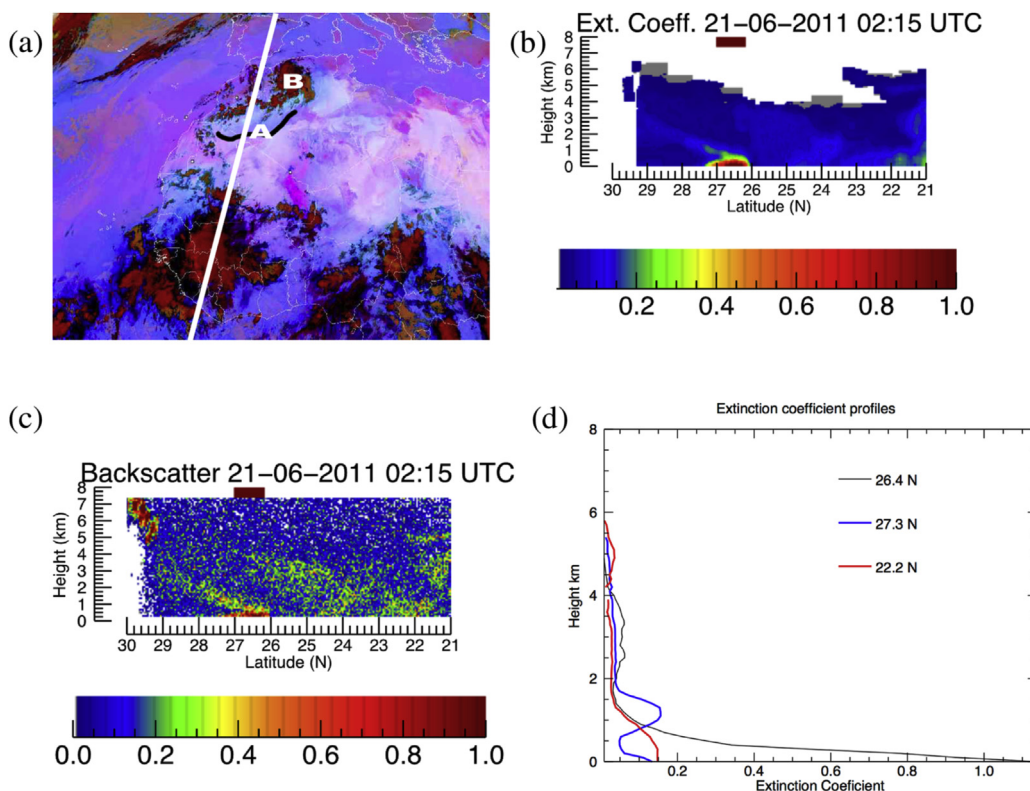 (a)
B
A
(b)
Ext. Coeff. 21-06-2011 02:15 UTC
8
7
6
5
4
3
2
1
0
Height (km)
30 29 28 27 26 25 24 23 22 21
Latitude (N)
0.2 0.4 0.6 0.8 1.0
(c)
Backscatter 21-06-2011 02:15 UTC
8
7
6
5
4
3
2
1
0
Height (km)
30 29 28 27 26 25 24 23 22 21
Latitude (N)
0.0 0.2 0.4 0.6 0.8 1.0
(d)
Extinction coefficient profiles
8
6
4
2
0
Height km
26.4 N
27.3 N
22.2 N
0.2 0.4 0.6 0.8 1.0
Extinction Coeficient